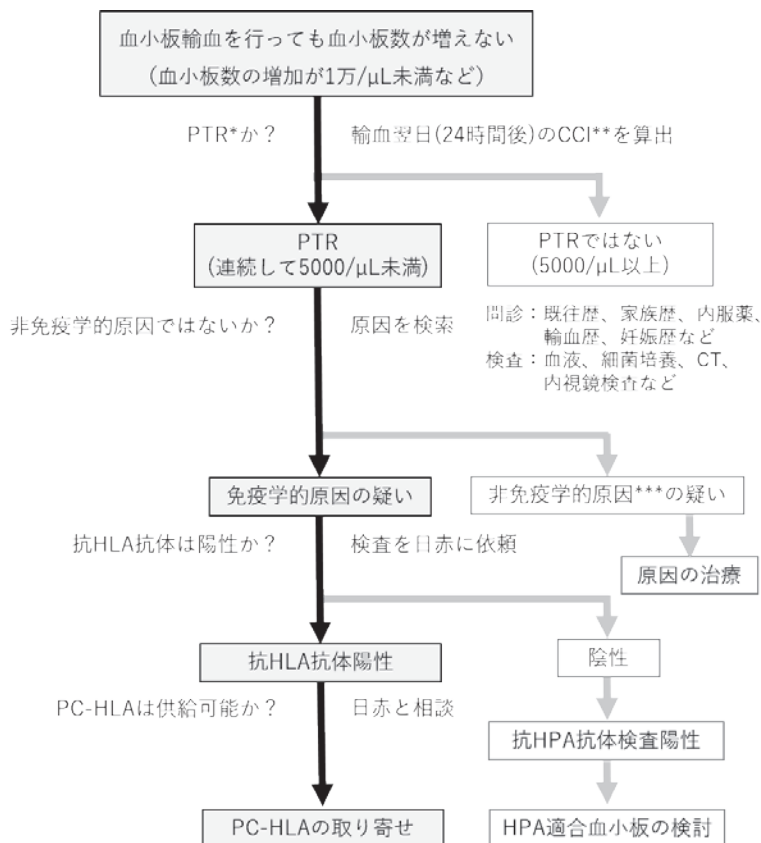 血小板輸血を行っても血小板数が増えない
（血小板数の増加が1万/μL未満など）
PTR*か？
輸血翌日(24時間後)のCCI**を算出
PTR
(連続して5000/μL未満)
PTRではない
（5000/μL以上）
非免疫学的原因ではないか？
原因を検索
問診：既往歴、家族歴、内服薬、
輸血歴、妊娠歴など
検査：血液、細菌培養、CT、
内視鏡検査など
免疫学的原因の疑い
非免疫学的原因***の疑い
抗HLA抗体は陽性か？
検査を日赤に依頼
原因の治療
抗HLA抗体陽性
陰性
PC-HLAは供給可能か？
日赤と相談
抗HPA抗体検査陽性
PC-HLAの取り寄せ
HPA適合血小板の検討